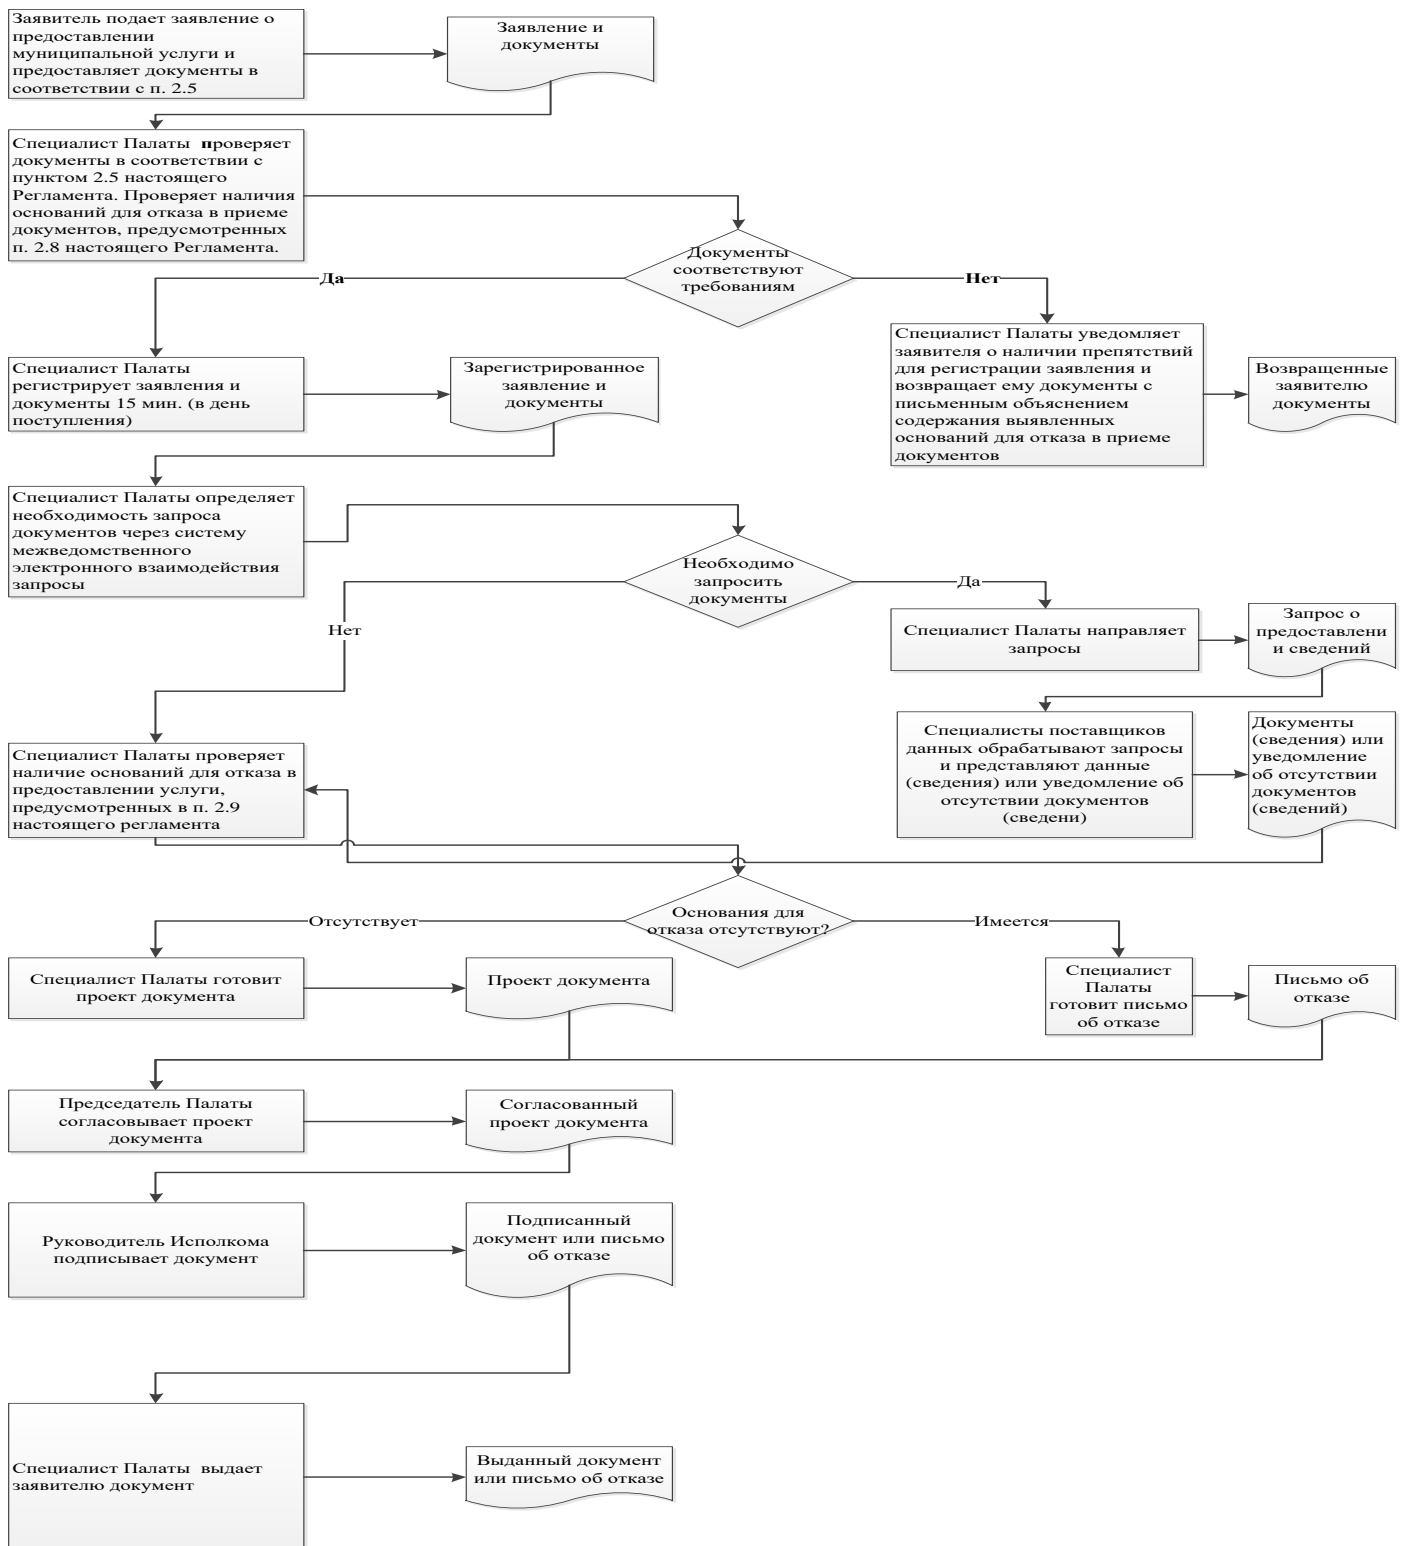 Заявитель подает заявление о
предоставлении
муниципальной услуги и
предоставляет документы в
соответствии с п. 2.5
Заявление и
документы
Специалист Палаты проверяет
документы в соответствии с
пунктом 2.5 настоящего
Регламента. Проверяет наличия
оснований для отказа в приеме
документов, предусмотренных
п. 2.8 настоящего Регламента.
Документы
соответствуют
требованиям
Да
Нет
Специалист Палаты уведомляет
заявителя о наличии препятствий
для регистрации заявления и
возвращает ему документы с
письменным объяснением
содержания выявленных
оснований для отказа в приеме
документов
Возвращенные
заявителю
документы
Специалист Палаты
регистрирует заявления и
документы 15 мин. (в день
поступления)
Зарегистрированное
заявление и
документы
Специалист Палаты определяет
необходимость запроса
документов через систему
межведомственного
электронного взаимодействия
запросы
Необходимо
запросить
документы
Да
Нет
Специалист Палаты направляет
запросы
Запрос о
предоставлени
и сведений
Специалисты поставщиков
данных обрабатывают запросы
и представляют данные
(сведения) или уведомление об
отсутствии документов
(сведени)
Документы
(сведения) или
уведомление
об отсутствии
документов
(сведений)
Специалист Палаты проверяет
наличие оснований для отказа в
предоставлении услуги,
предусмотренных в п. 2.9
настоящего регламента
Основания для
отказа отсутствуют?
Отсутствует
Имеется
Специалист Палаты готовит
проект документа
Проект документа
Специалист
Палаты
готовит письмо
об отказе
Письмо об
отказе
Председатель Палаты
согласовывает проект
документа
Согласованный
проект документа
Руководитель Исполкома
подписывает документ
Подписанный
документ или письмо
об отказе
Специалист Палаты выдает
заявителю документ
Выданный документ
или письмо об отказе